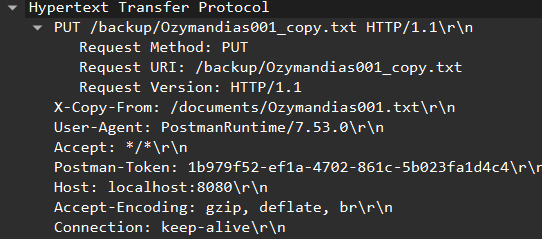 Hypertext Transfer Protocol
PUT /backup/Ozymandias001_copy.txt HTTP/1.1\r\n
Request Method: PUT
Request URI: /backup/Ozymandias001_copy.txt
Request Version: HTTP/1.1
X-Copy-From: /documents/Ozymandias001.txt\r\n
User-Agent: PostmanRuntime/7.53.0\r\n
Accept: */*\r\n
Postman-Token: 1b979f52-ef1a-4702-861c-5b023fa1d4c4\r\n
Host: localhost:8080\r\n
Accept-Encoding: gzip, deflate, br\r\n
Connection: keep-alive\r\n